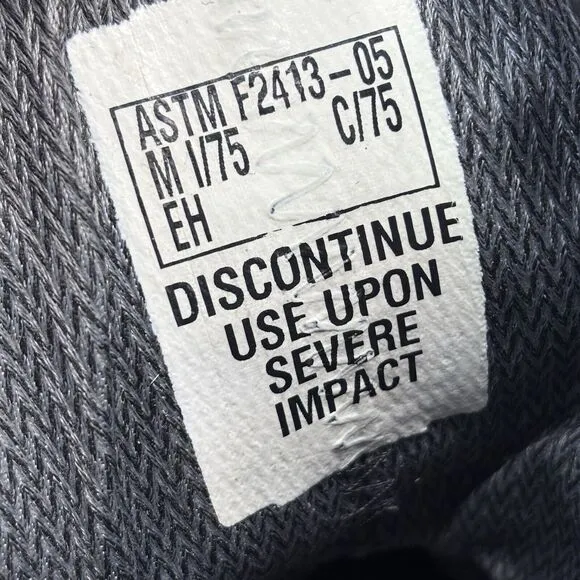 ASTM F2413-05
M I/75 C/75
EH
DISCONTINUE
USE UPON
SEVERE
IMPACT